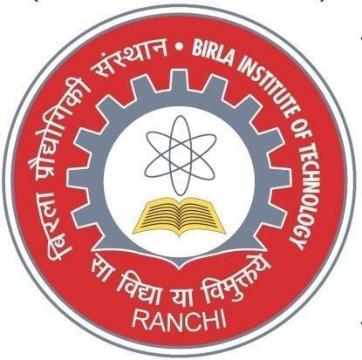 बिरला प्रौद्योगिकी संस्थान • BIRLA INSTITUTE OF TECHNOLOGY
सा विद्या या विमुक्तये
RANCHI